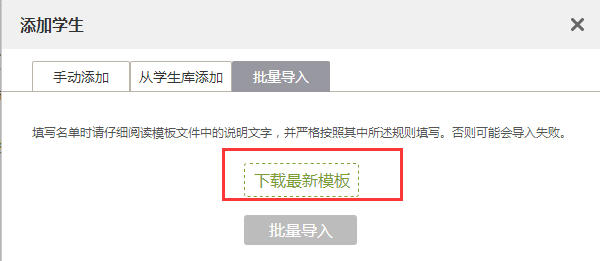 添加学生
手动添加 从学生库添加 批量导入
填写名单时请仔细阅读模板文件中的说明文字，并严格按照其中所述规则填写。否则可能会导入失败。
下载最新模板
批量导入